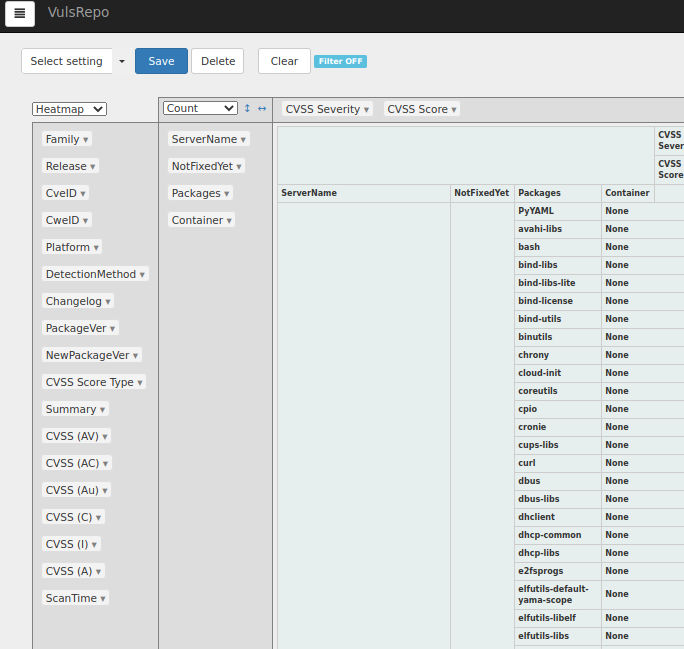 VulsRepo
Select setting Save Delete Clear Filter OFF
Heatmap Count CVSS Severity CVSS Score
Family
Release
CveID
CweID
Platform
DetectionMethod
Changelog
PackageVer
NewPackageVer
CVSS Score Type
Summary
CVSS (AV)
CVSS (AC)
CVSS (Au)
CVSS (C)
CVSS (I)
CVSS (A)
ScanTime
ServerName
NotFixedYet
Packages
Container
CVSS
CVSS
Score
ServerName NotFixedYet Packages Container
PyYAML None
avahi-libs None
bash None
bind-libs None
bind-libs-lite None
bind-license None
bind-utils None
binutils None
chrony None
cloud-init None
coreutils None
cpio None
cronie None
cups-libs None
curl None
dbus None
dbus-libs None
dhclient None
dhcp-common None
dhcp-libs None
e2fsprogs None
elfutils-default-
yama-scope None
elfutils-libelf None
elfutils-libs None